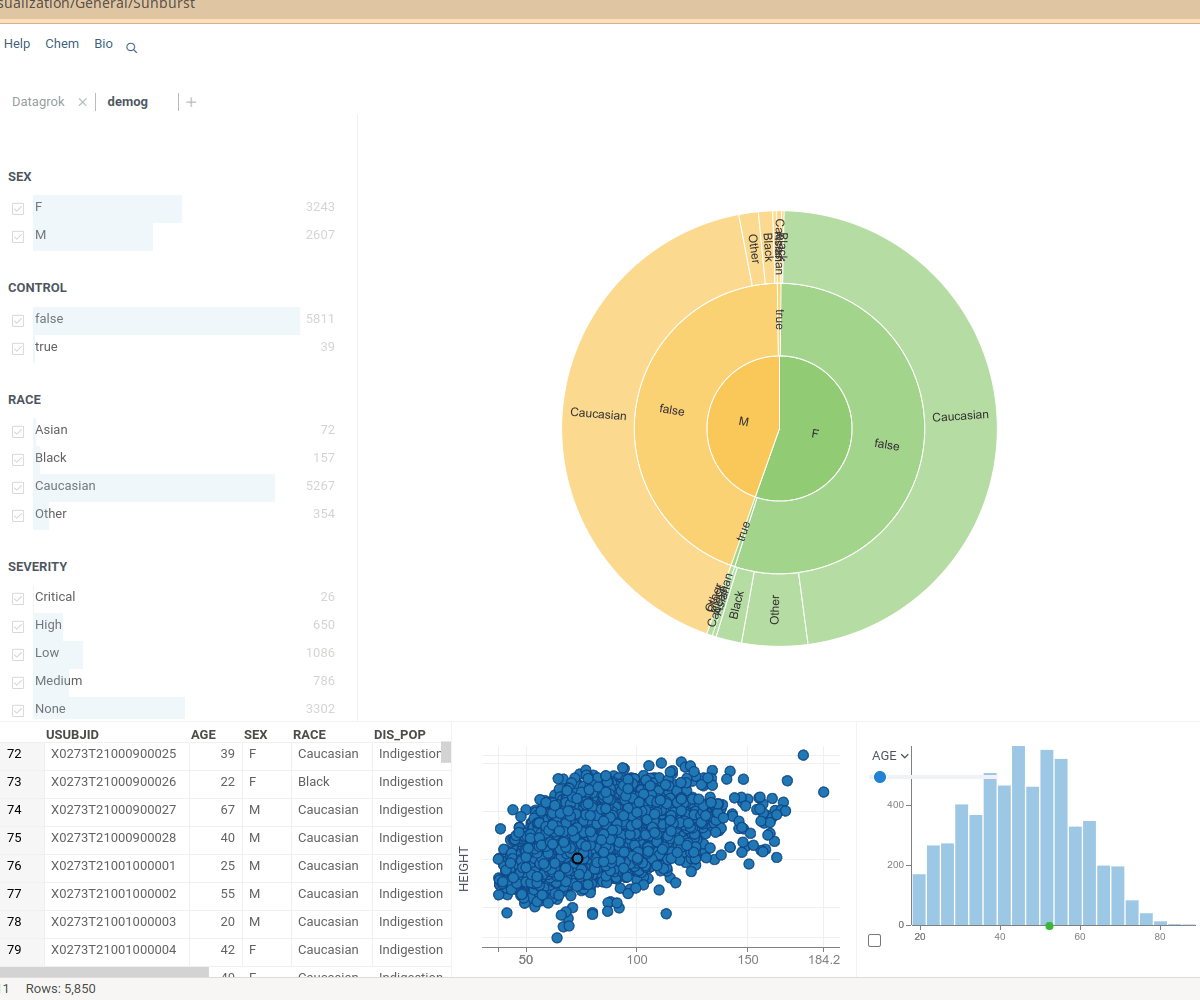 sualization/General/Sunburst
Help Chem Bio
Datagrok × demog +
SEX
F 3243
M 2607
CONTROL
false 5811
true 39
RACE
Asian 72
Black 157
Caucasian 5267
Other 354
SEVERITY
Critical 26
High 650
Low 1086
Medium 786
None 3302
Other
Black
true
Caucasian
false
M
F
false
Caucasian
true
Black
Other
USUBJID AGE SEX RACE DIS_POP
72 X0273T21000900025 39 F Caucasian Indigestion
73 X0273T21000900026 22 F Black Indigestion
74 X0273T21000900027 67 M Caucasian Indigestion
75 X0273T21000900028 40 M Caucasian Indigestion
76 X0273T21001000001 25 M Caucasian Indigestion
77 X0273T21001000002 55 M Caucasian Indigestion
78 X0273T21001000003 20 M Caucasian Indigestion
79 X0273T21001000004 42 F Caucasian Indigestion
40 F Caucasian Indigestion
HEIGHT
50 100 150 184.2
AGE
400
200
0
20 40 60 80
11 Rows: 5,850